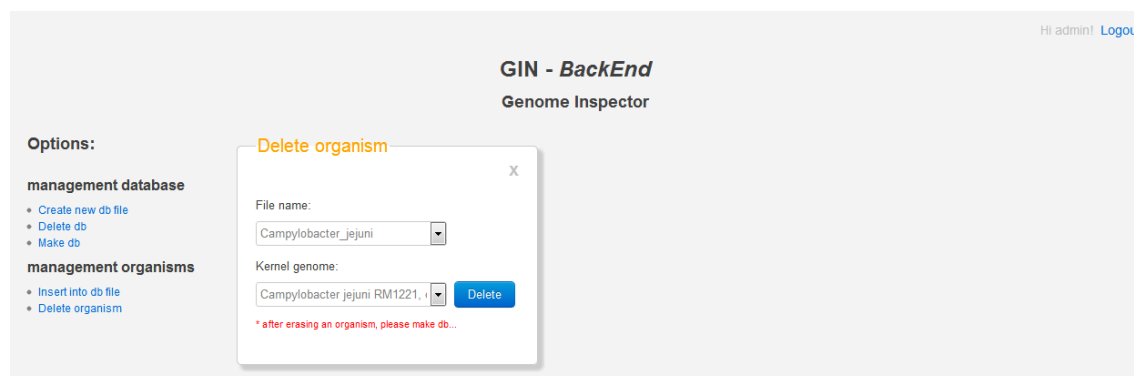 Hi admin! Logou
GIN - BackEnd
Genome Inspector
Options:
management database
Create new db file
Delete db
Make db
management organisms
Insert into db file
Delete organism
Delete organism
x
File name:
Campylobacter_jejuni
Kernel genome:
Campylobacter jejuni RM1221, Delete
* after erasing an organism, please make db...